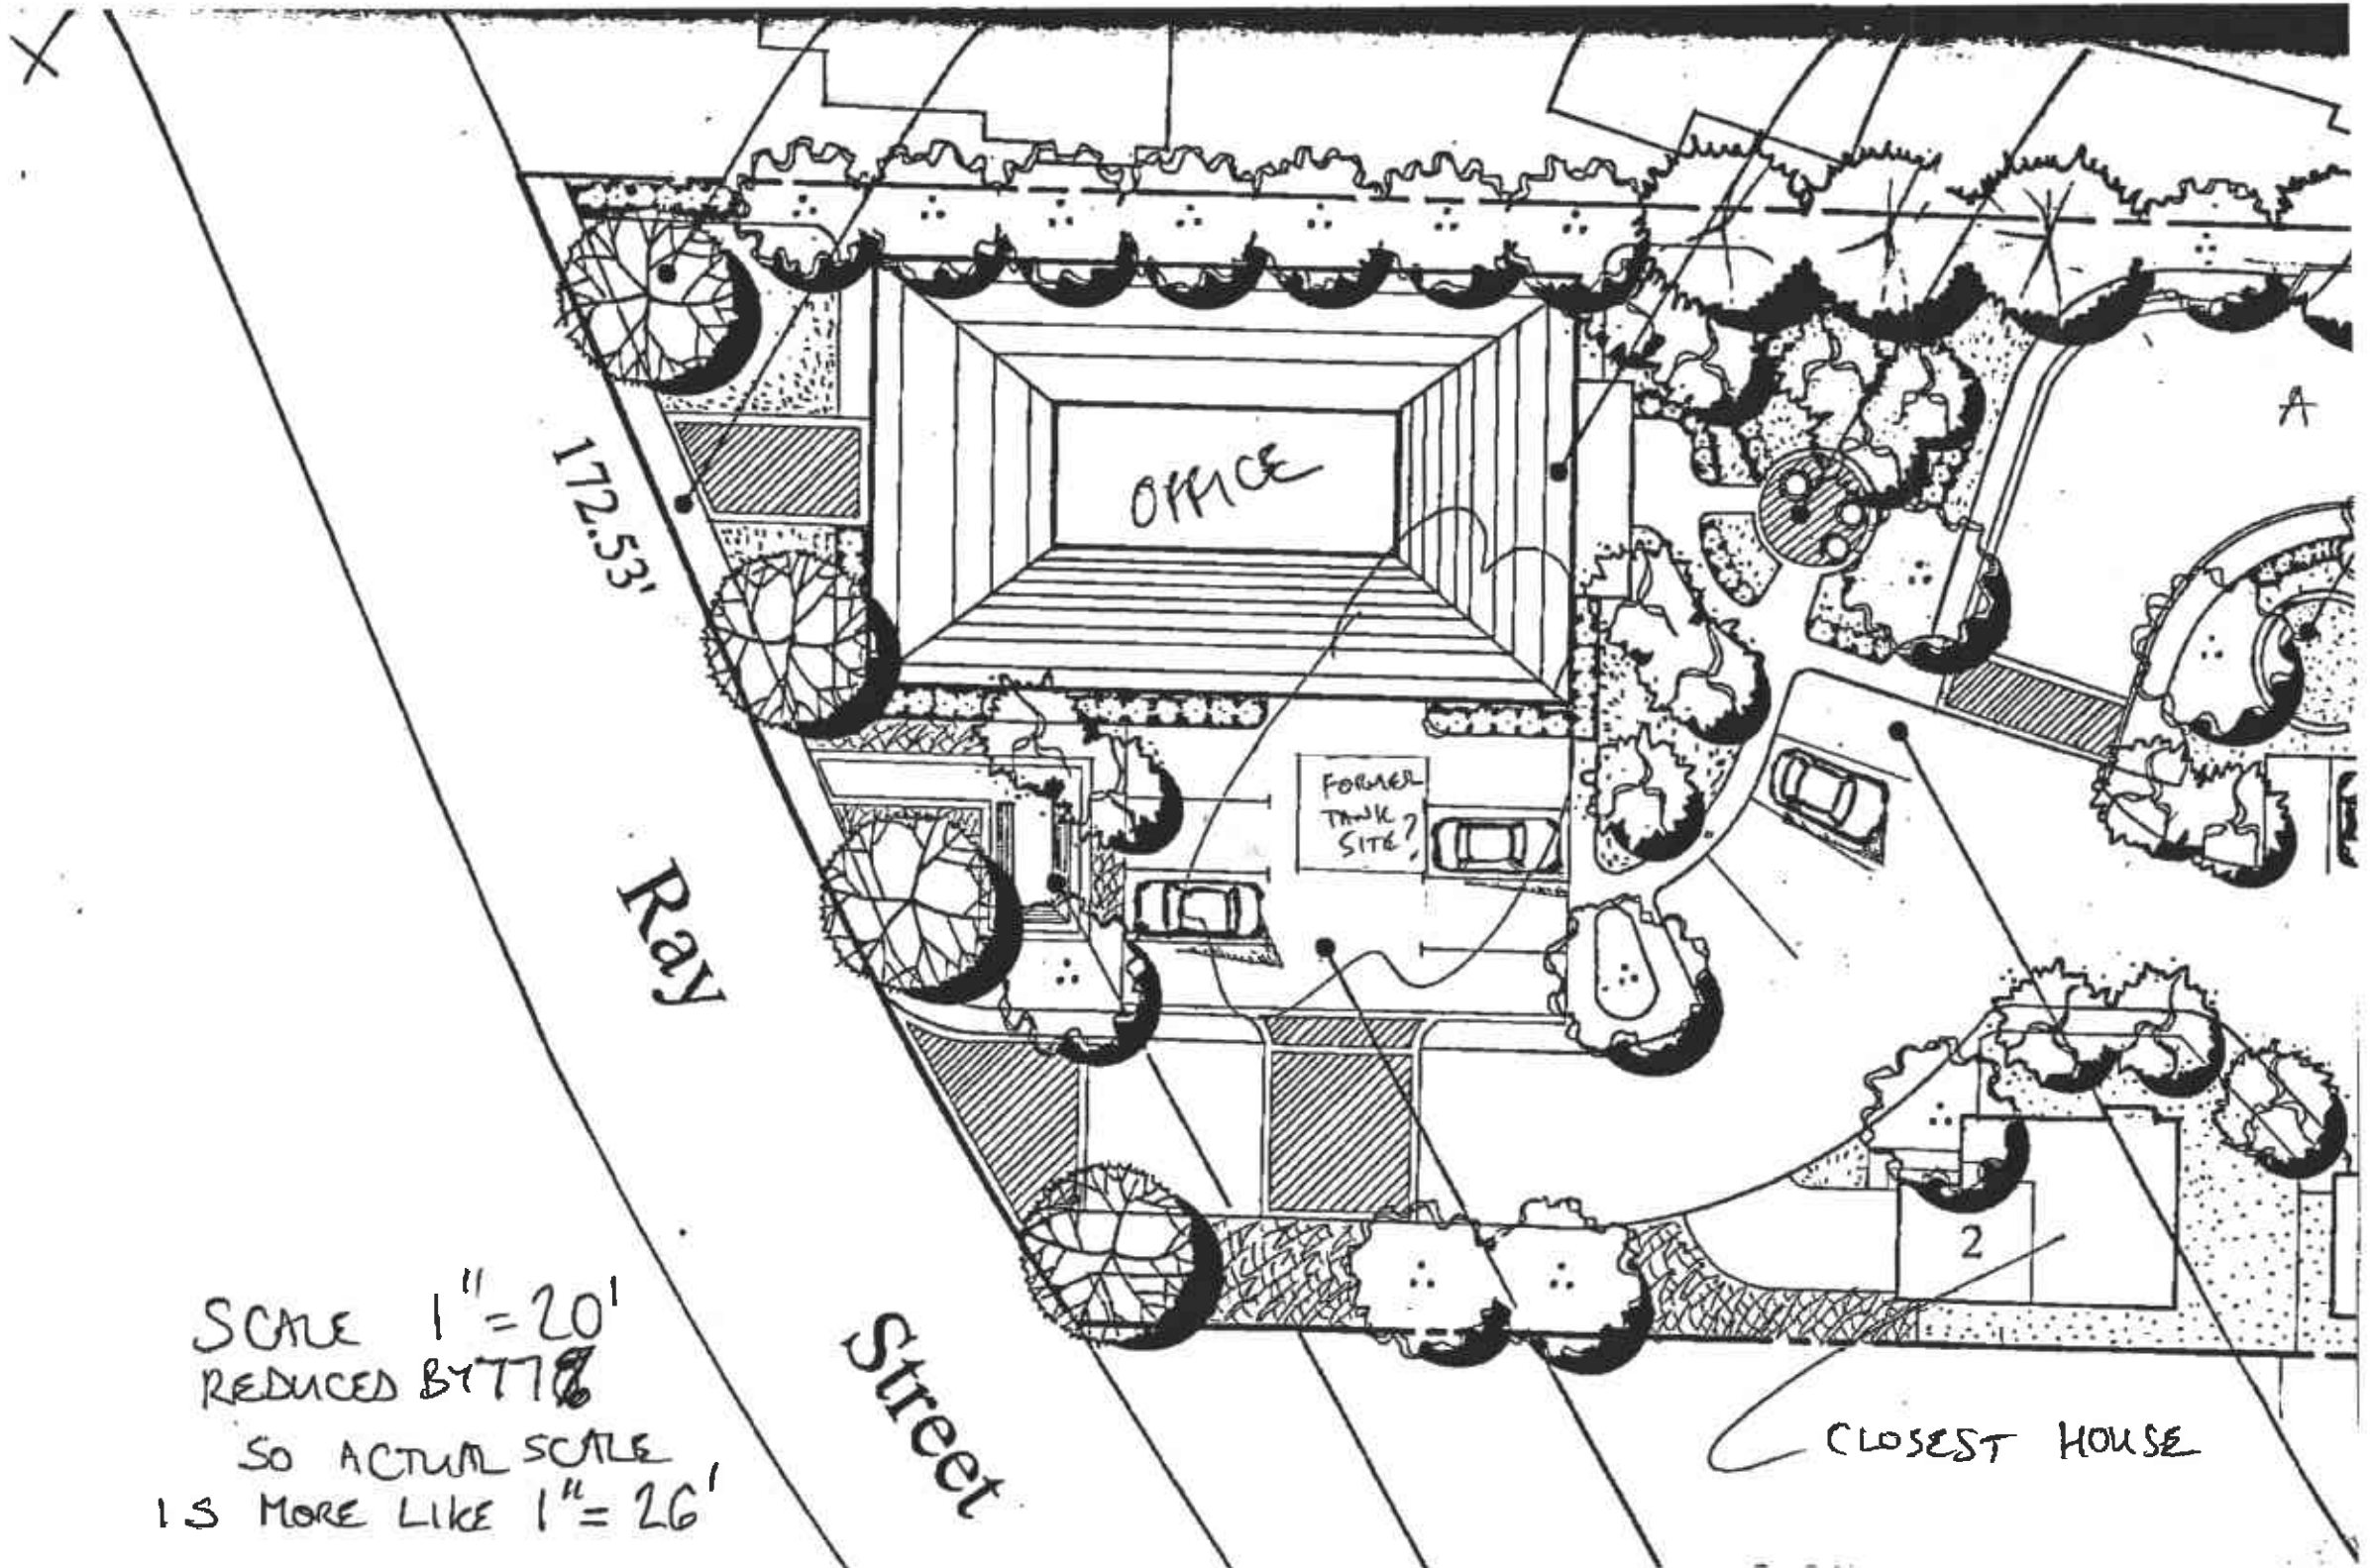 A
OFFICE
172.53'
FORMER
TANK
SITE?
Ray
Street
2
SCALE 1" = 20'
REDUCED BY 77%
SO ACTUAL SCALE
IS MORE LIKE 1" = 26'
CLOSEST HOUSE